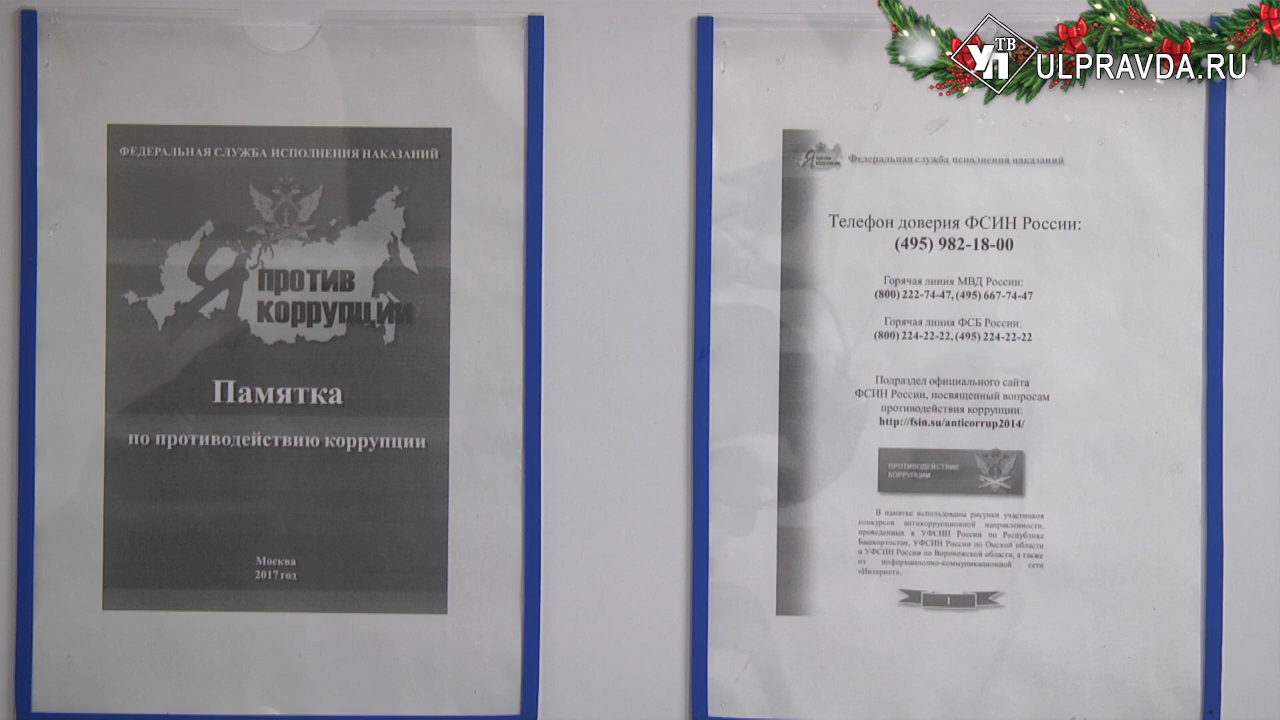 ФЕДЕРАЛЬНАЯ СЛУЖБА ИСПОЛНЕНИЯ НАКАЗАНИЙ
Я против
коррупции
Памятка
по противодействию коррупции
Москва
2017 год
УП ТВ ULPRAVDA.RU
Я против коррупции
Федеральная служба исполнения наказаний
Телефон доверия ФСИН России:
(495) 982-18-00
Горячая линия МВД России:
(800) 222-74-47, (495) 667-74-47
Горячая линия ФСБ России:
(800) 224-22-22, (495) 224-22-22
Подраздел официального сайта
ФСИН России, посвященный вопросам
противодействия коррупции:
http://fsin.su/anticorrup2014/
ПРОТИВОДЕЙСТВИЕ
КОРРУПЦИИ
В памятке использованы рисунки участников
конкурсов антикоррупционной направленности,
проведенных в УФСИН России по Республике
Башкортостан, УФСИН России по Омской области
и УФСИН России по Воронежской области, а также
из информационно-коммуникационной сети
«Интернет».
1